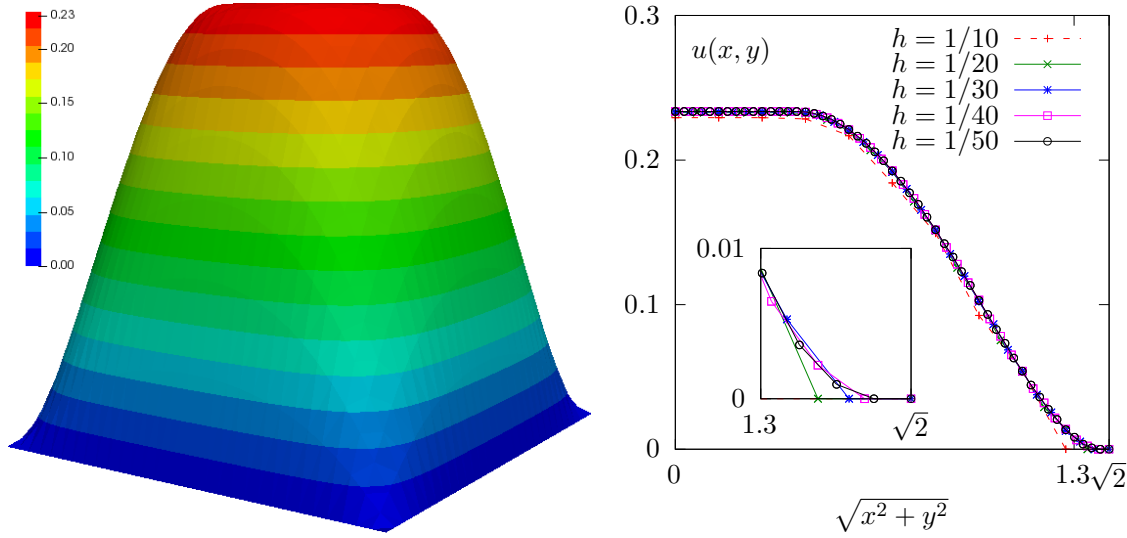 0.23
0.20
0.15
0.10
0.05
0.00
0.3
0.2
0.1
0
u(x, y)
h = 1/10
h = 1/20
h = 1/30
h = 1/40
h = 1/50
0.01
0
1.3
√2
0
1.3
√2
√x² + y²